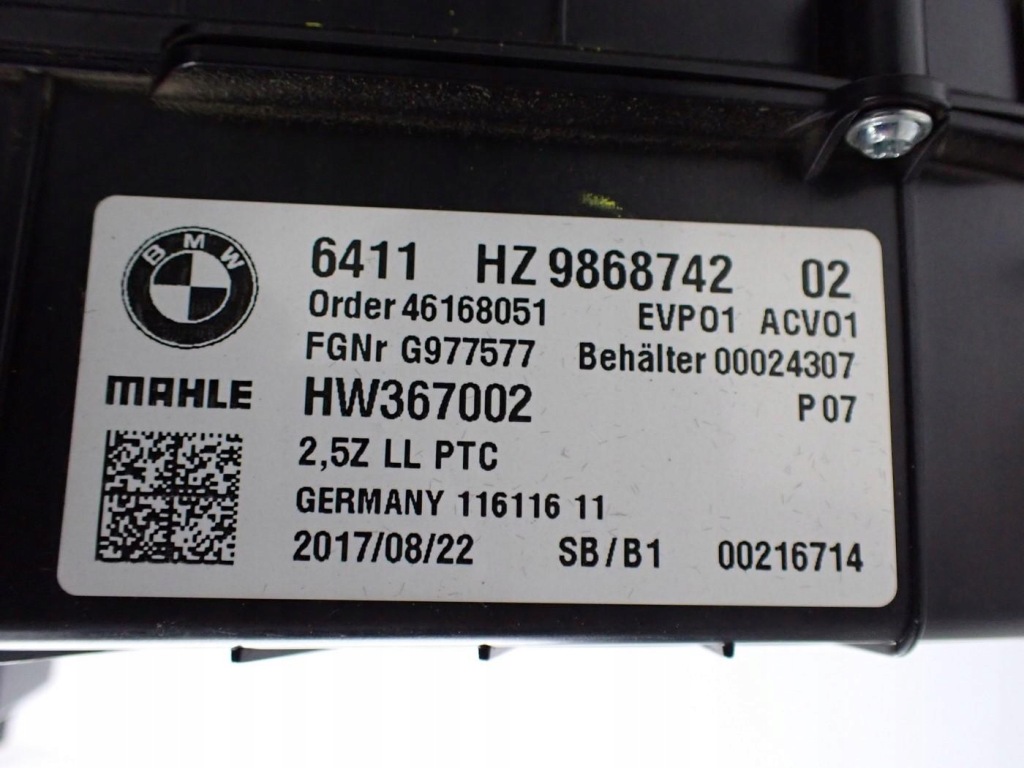 BMW
6411 HZ 9868742 02
Order 46168051 EVP01 ACV01
FGNr G977577 Behälter 00024307
MAHLE
HW367002 P 07
2,5Z LL PTC
GERMANY 116116 11
2017/08/22 SB/B1 00216714